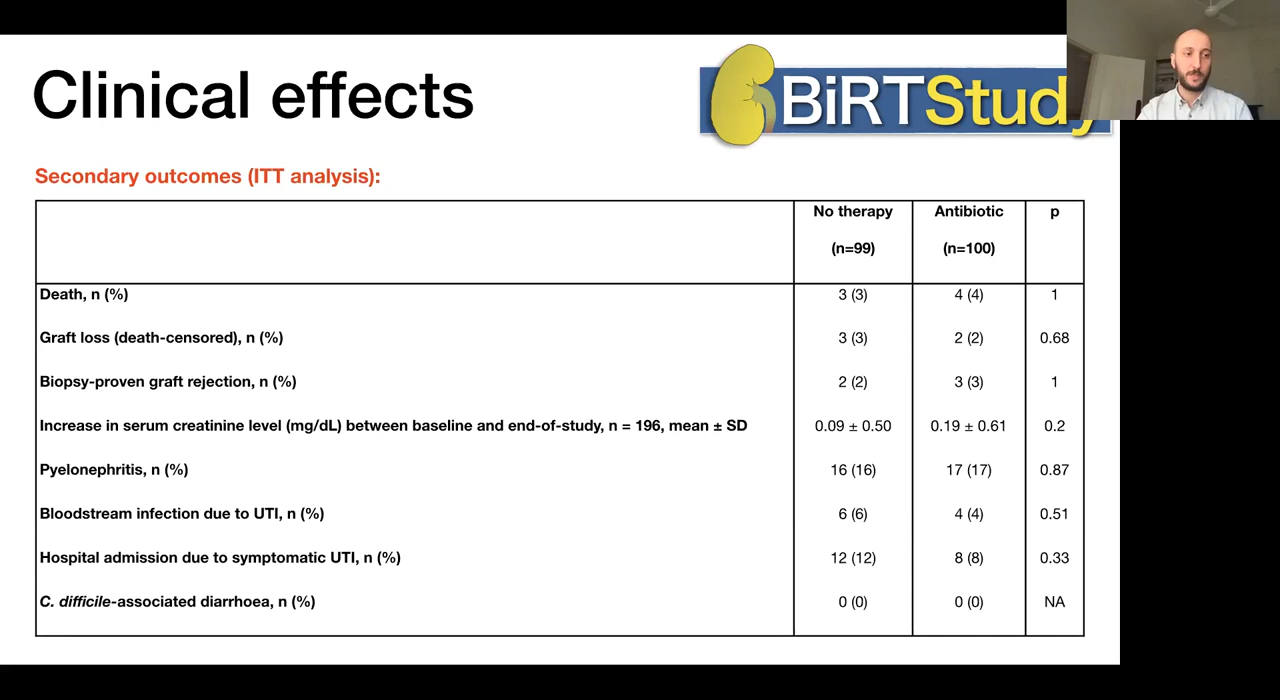 Clinical effects
BiRTStudy
Secondary outcomes (ITT analysis):
No therapy Antibiotic p
(n=99) (n=100)
Death, n (%) 3 (3) 4 (4) 1
Graft loss (death-censored), n (%) 3 (3) 2 (2) 0.68
Biopsy-proven graft rejection, n (%) 2 (2) 3 (3) 1
Increase in serum creatinine level (mg/dL) between baseline and end-of-study, n = 196, mean ± SD 0.09 ± 0.50 0.19 ± 0.61 0.2
Pyelonephritis, n (%) 16 (16) 17 (17) 0.87
Bloodstream infection due to UTI, n (%) 6 (6) 4 (4) 0.51
Hospital admission due to symptomatic UTI, n (%) 12 (12) 8 (8) 0.33
C. difficile-associated diarrhoea, n (%) 0 (0) 0 (0) NA